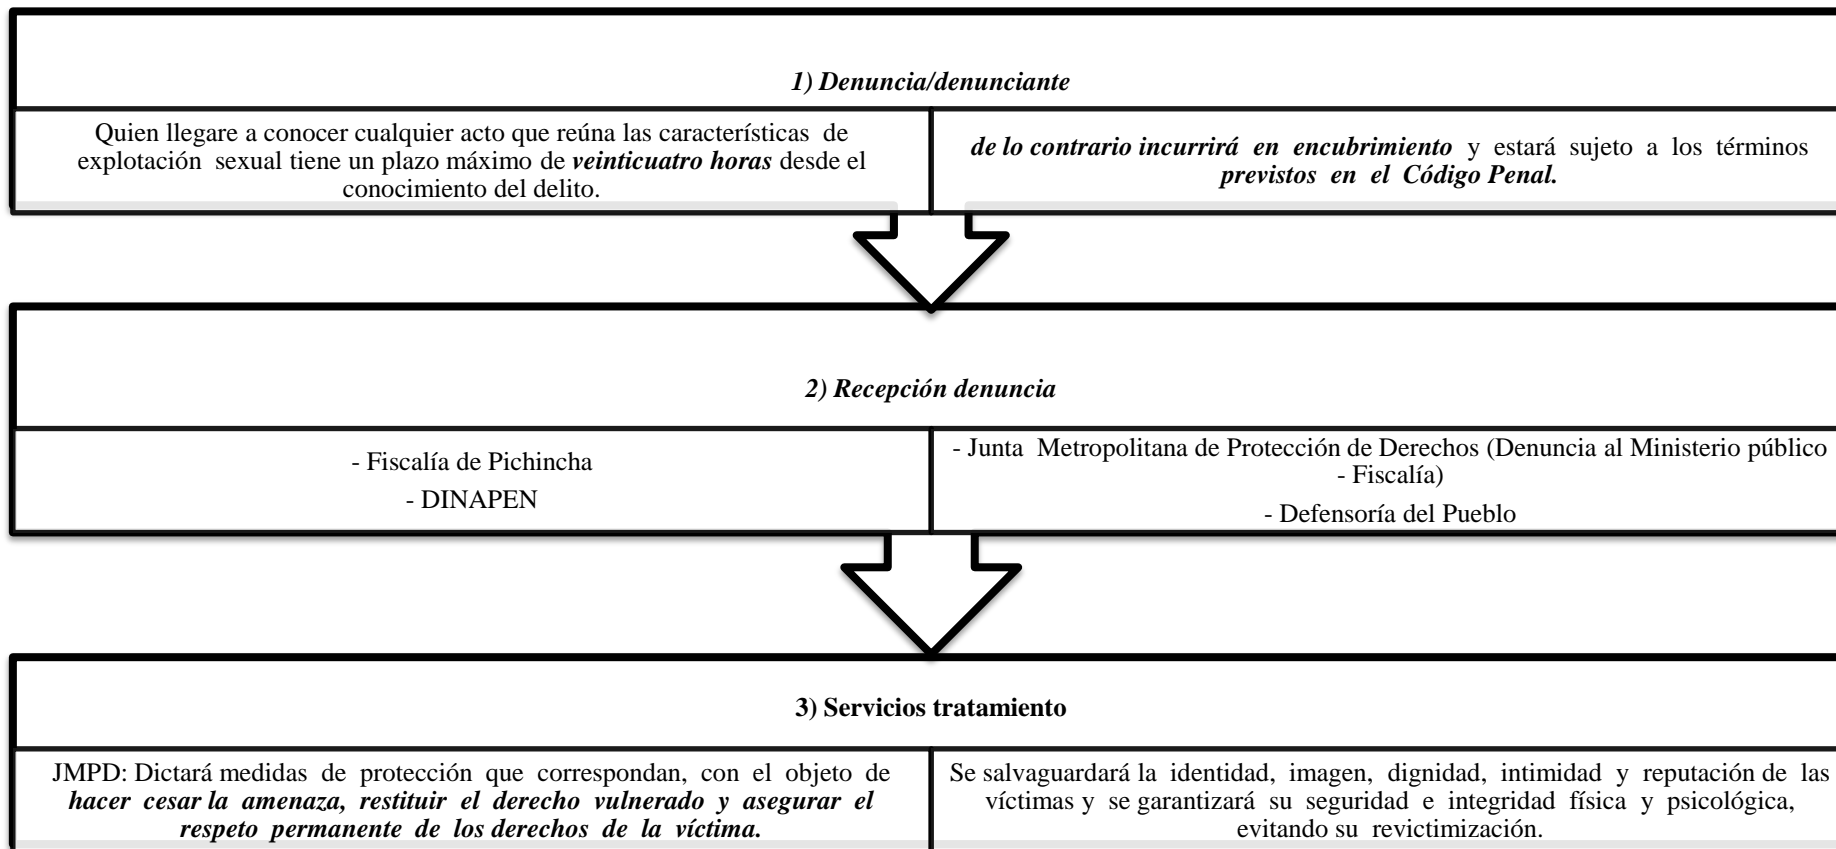 1) Denuncia/denunciante
Quien llegare a conocer cualquier acto que reúna las características de
explotación sexual tiene un plazo máximo de veinticuatro horas desde el
conocimiento del delito.
de lo contrario incurrirá en encubrimiento y estará sujeto a los términos
previstos en el Código Penal.
2) Recepción denuncia
- Fiscalía de Pichincha
- DINAPEN
- Junta Metropolitana de Protección de Derechos (Denuncia al Ministerio público
- Fiscalía)
- Defensoría del Pueblo
3) Servicios tratamiento
JMPD: Dictará medidas de protección que correspondan, con el objeto de
hacer cesar la amenaza, restituir el derecho vulnerado y asegurar el
respeto permanente de los derechos de la víctima.
Se salvaguardará la identidad, imagen, dignidad, intimidad y reputación de las
víctimas y se garantizará su seguridad e integridad física y psicológica,
evitando su revictimización.